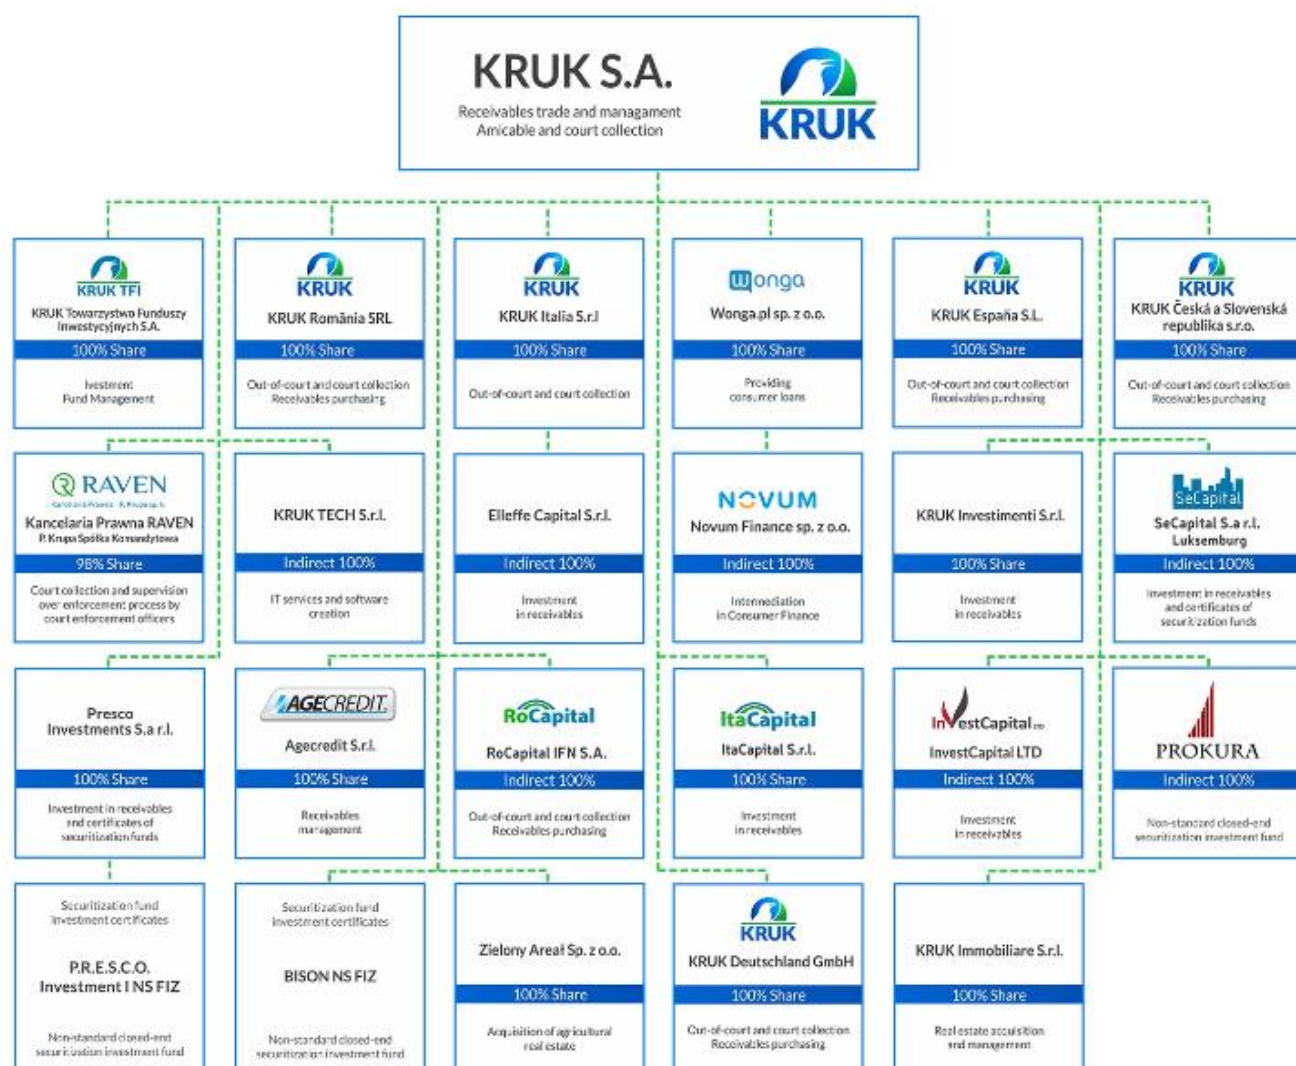 KRUK S.A.
Receivables trade and managament
Amicable and court collection
KRUK
KRUK TFI
KRUK Towarzystwo Funduszy
Inwestycyjnych S.A.
100% Share
Ivestment
Fund Management
KRUK
KRUK România SRL
100% Share
Out-of-court and court collection
Receivables purchasing
KRUK
KRUK Italia S.r.l
100% Share
Out-of-court and court collection
wonga
Wonga.pl sp. z o.o.
100% Share
Providing
consumer loans
KRUK
KRUK España S.L.
100% Share
Out-of-court and court collection
Receivables purchasing
KRUK
KRUK Česká a Slovenská
republika s.r.o.
100% Share
Out-of-court and court collection
Receivables purchasing
RAVEN
Kancelaria Prawna RAVEN
P. Krupa Spółka Komandytowa
98% Share
Court collection and supervision
over enforcement process by
court enforcement officers
KRUK TECH S.r.l.
Indirect 100%
IT services and software
creation
Elleffe Capital S.r.l.
Indirect 100%
Investment
in receivables
NOVUM
Novum Finance sp. z o.o.
Indirect 100%
Intermediation
in Consumer Finance
KRUK Investimenti S.r.l.
100% Share
Investment
in receivables
SeCapital
SeCapital S.a r.l.
Luksemburg
Indirect 100%
Investment in receivables
and certificates of
securitization funds
Presco
Investments S.a r.l.
100% Share
Investment in receivables
and certificates of
securitization funds
AGECREDIT
Agecredit S.r.l.
100% Share
Receivables
management
RoCapital
RoCapital IFN S.A.
Indirect 100%
Out-of-court and court collection
Receivables purchasing
ItaCapital
ItaCapital S.r.l.
100% Share
Investment
in receivables
InvestCapital LTD
InvestCapital LTD
Indirect 100%
Investment
in receivables
PROKURA
Indirect 100%
Non-standard closed-end
securitization investment fund
Securitization fund
investment certificates
P.R.E.S.C.O.
Investment I NS FIZ
Non-standard closed-end
securitization investment fund
Securitization fund
investment certificates
BISON NS FIZ
Non-standard closed-end
securitization investment fund
Zielony Areał Sp. z o.o.
100% Share
Acquisition of agricultural
real estate
KRUK
KRUK Deutschland GmbH
100% Share
Out-of-court and court collection
Receivables purchasing
KRUK Immobiliare S.r.l.
100% Share
Real estate acquisition
and management